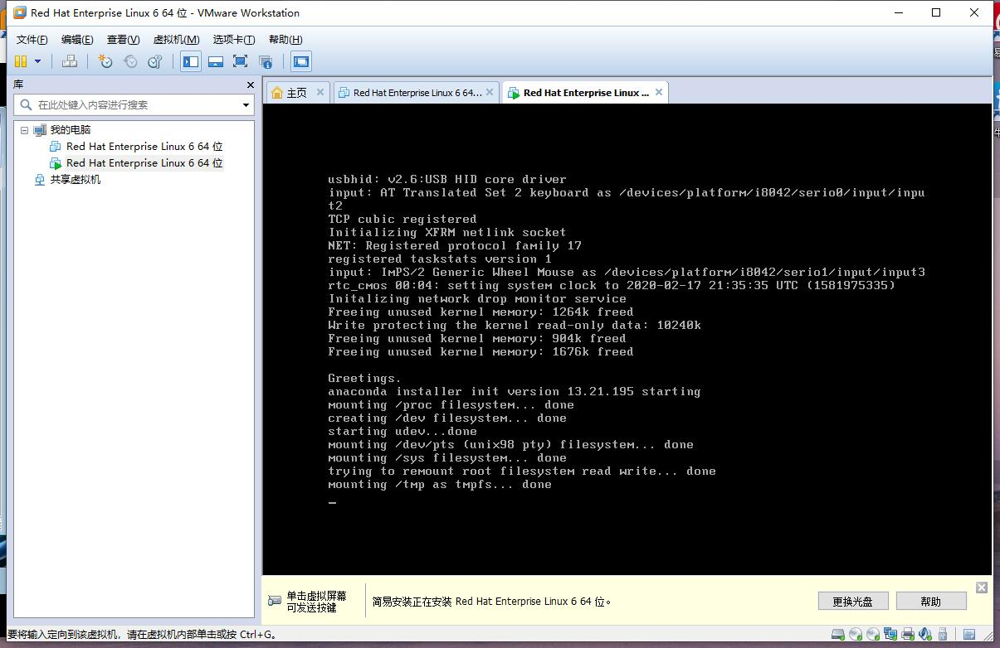 Red Hat Enterprise Linux 6 64 位 - VMware Workstation
文件(F) 编辑(E) 查看(V) 虚拟机(M) 选项卡(T) 帮助(H)
库
在此处键入内容进行搜索
我的电脑
Red Hat Enterprise Linux 6 64 位
Red Hat Enterprise Linux 6 64 位
共享虚拟机
主页
Red Hat Enterprise Linux 6 64...
Red Hat Enterprise Linux ...
usbhid: v2.6:USB HID core driver
input: AT Translated Set 2 keyboard as /devices/platform/i8042/serio0/input/inpu
t2
TCP cubic registered
Initializing XFRM netlink socket
NET: Registered protocol family 17
registered taskstats version 1
input: ImPS/2 Generic Wheel Mouse as /devices/platform/i8042/serio1/input/input3
rtc_cmos 00:04: setting system clock to 2020-02-17 21:35:35 UTC (1581975335)
Initalizing network drop monitor service
Freeing unused kernel memory: 1264k freed
Write protecting the kernel read-only data: 10240k
Freeing unused kernel memory: 904k freed
Freeing unused kernel memory: 1676k freed
Greetings.
anaconda installer init version 13.21.195 starting
mounting /proc filesystem... done
creating /dev filesystem... done
starting udev...done
mounting /dev/pts (unix98 pty) filesystem... done
mounting /sys filesystem... done
trying to remount root filesystem read write... done
mounting /tmp as tmpfs... done
单击虚拟屏幕
可发送按键
简易安装正在安装 Red Hat Enterprise Linux 6 64 位。
更换光盘
帮助
要将输入定向到该虚拟机，请在虚拟机内部单击或按 Ctrl+G。